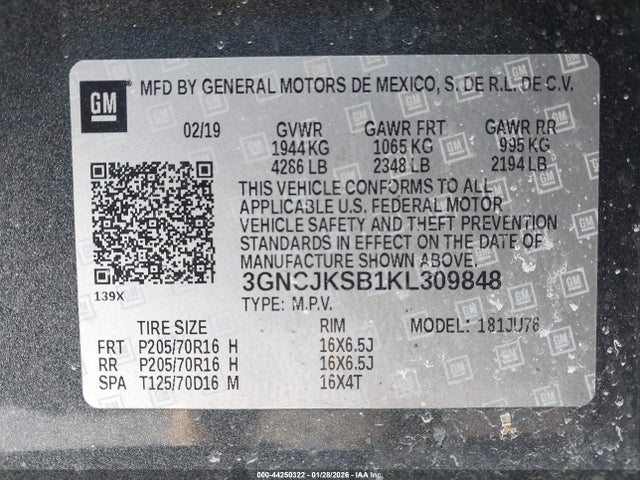 GM
MFD BY GENERAL MOTORS DE MEXICO, S. DE R.L. DE C.V.
02/19 GVWR GAWR FRT GAWR RR
1944 KG 1065 KG 995 KG
4286 LB 2348 LB 2194 LB
THIS VEHICLE CONFORMS TO ALL
APPLICABLE U.S. FEDERAL MOTOR
VEHICLE SAFETY AND THEFT PREVENTION
STANDARDS IN EFFECT ON THE DATE OF
MANUFACTURE SHOWN ABOVE.
139X
3GNCJKSB1KL309848
TYPE: M.P.V.
TIRE SIZE RIM MODEL: 1S1JU76
FRT P205/70R16 H 16X6.5J
RR P205/70R16 H 16X6.5J
SPA T125/70D16 M 16X4T
000-44250322 - 01/28/2026 - IAA Holdings, LLC